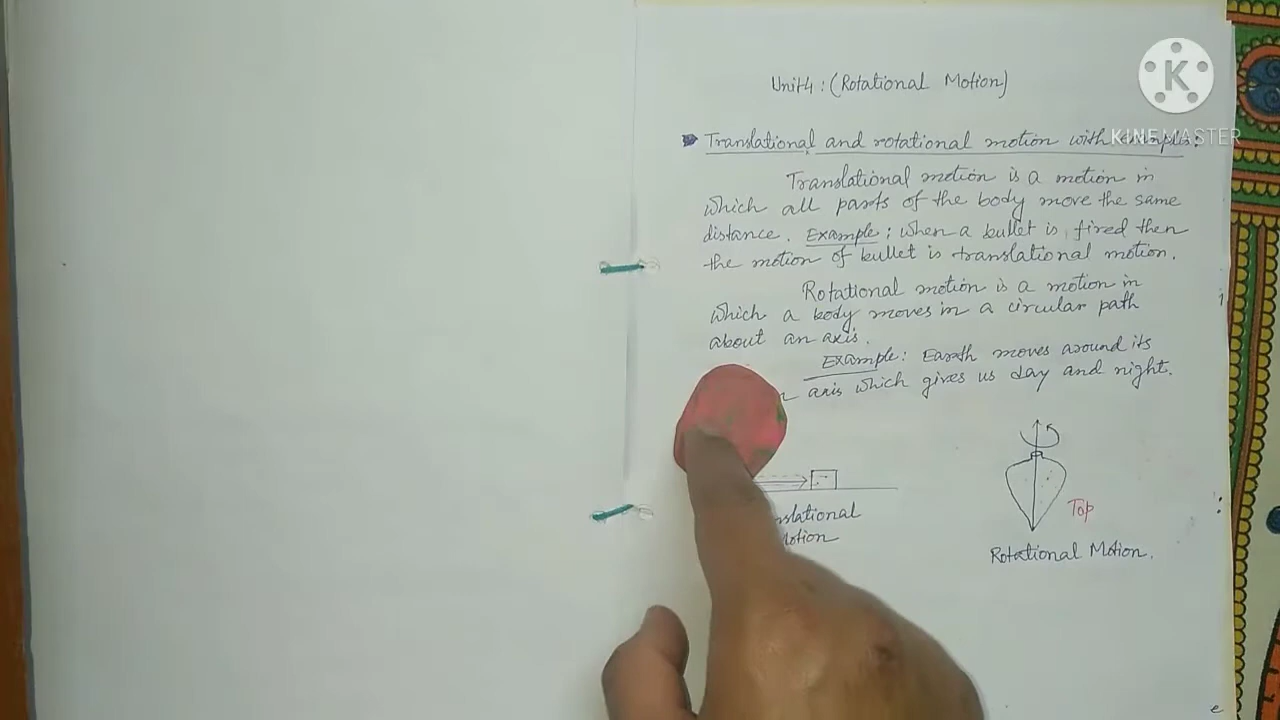 Unit4 : (Rotational Motion)
K
KINEMASTER
Translational and rotational motion with example:
Translational motion is a motion in
which all parts of the body move the same
distance. Example: when a bullet is fired then
the motion of bullet is translational motion.
Rotational motion is a motion in
which a body moves in a circular path
about an axis.
Example: Earth moves around its
axis which gives us day and night.
Top
nslational
otion
Rotational Motion.
e